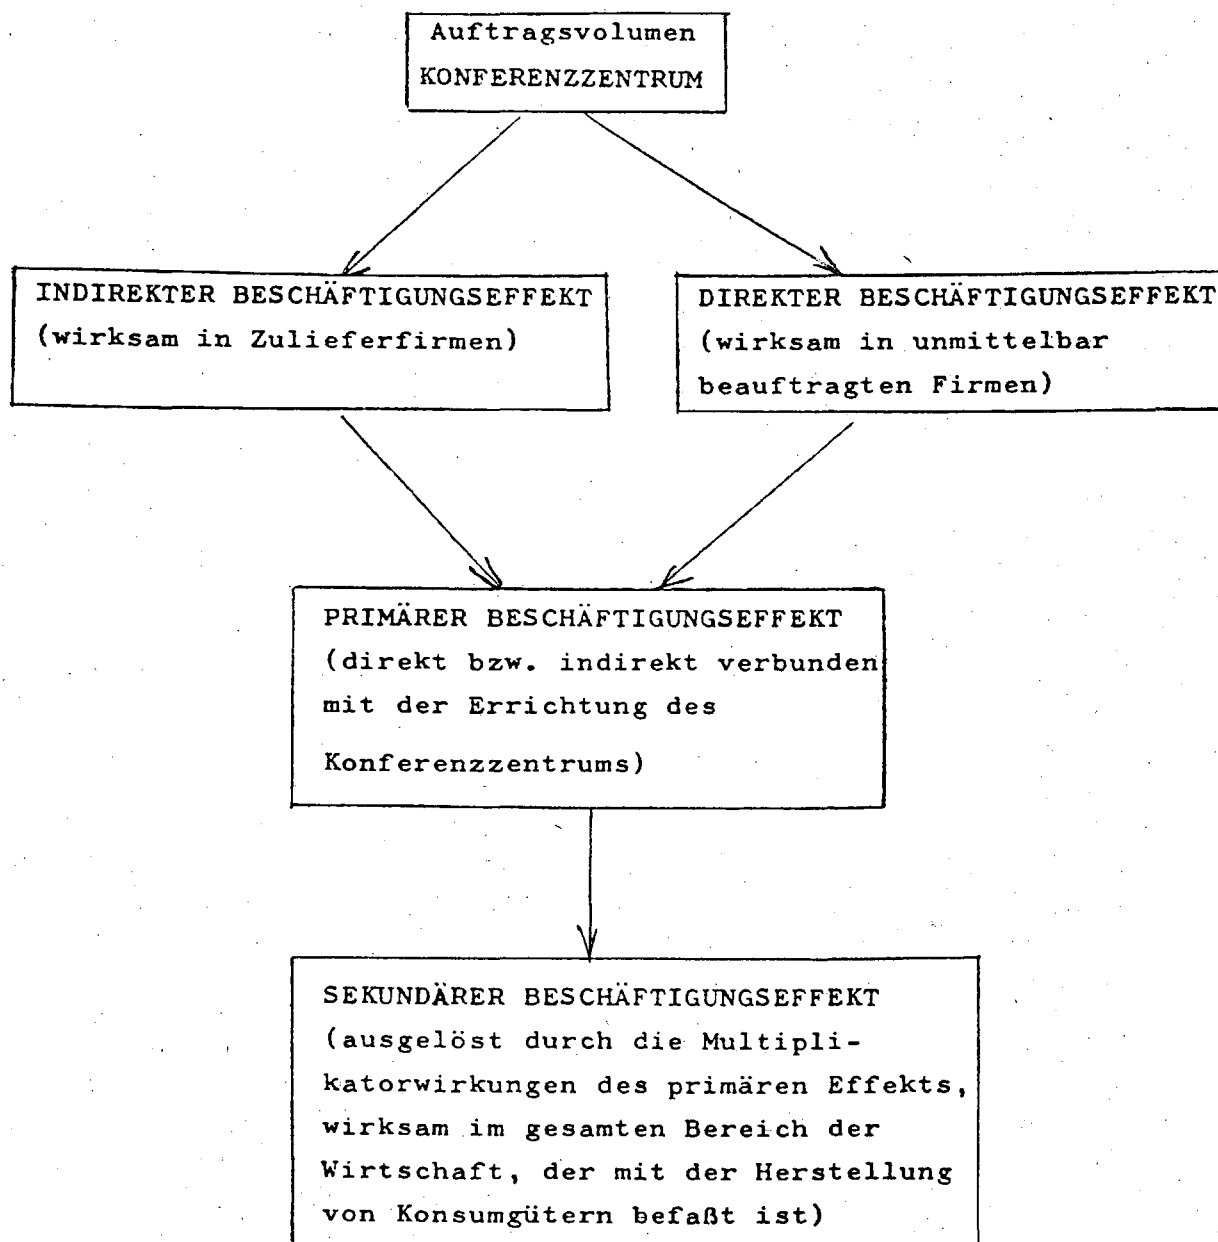 Auftragsvolumen
KONFERENZZENTRUM
INDIREKTER BESCHÄFTIGUNGSEFFEKT
(wirksam in Zulieferfirmen)
DIREKTER BESCHÄFTIGUNGSEFFEKT
(wirksam in unmittelbar
beauftragten Firmen)
PRIMÄRER BESCHÄFTIGUNGSEFFEKT
(direkt bzw. indirekt verbunden
mit der Errichtung des
Konferenzzentrums)
SEKUNDÄRER BESCHÄFTIGUNGSEFFEKT
(ausgelöst durch die Multipli-
katorwirkungen des primären Effekts,
wirksam im gesamten Bereich der
Wirtschaft, der mit der Herstellung
von Konsumgütern befaßt ist)